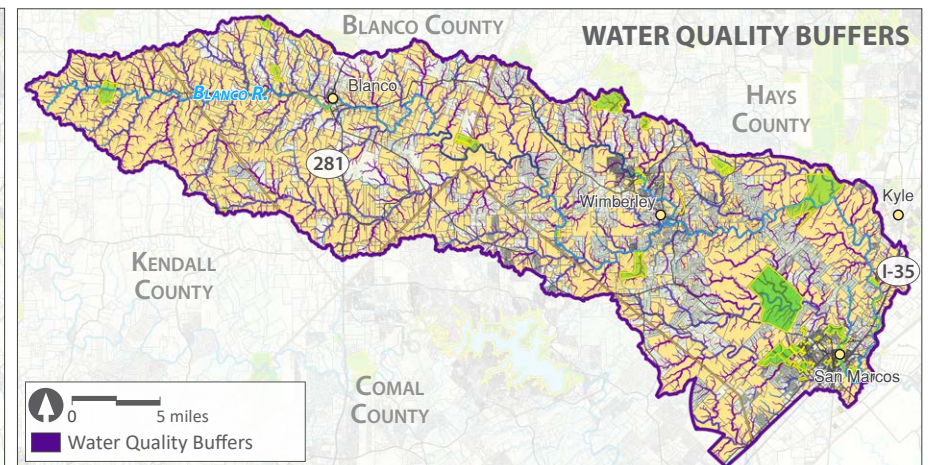 BLANCO COUNTY
WATER QUALITY BUFFERS
HAYS
COUNTY
BLANCO R.
Blanco
281
Wimberley
Kyle
I-35
KENDALL
COUNTY
COMAL
COUNTY
San Marcos
0 5 miles
Water Quality Buffers